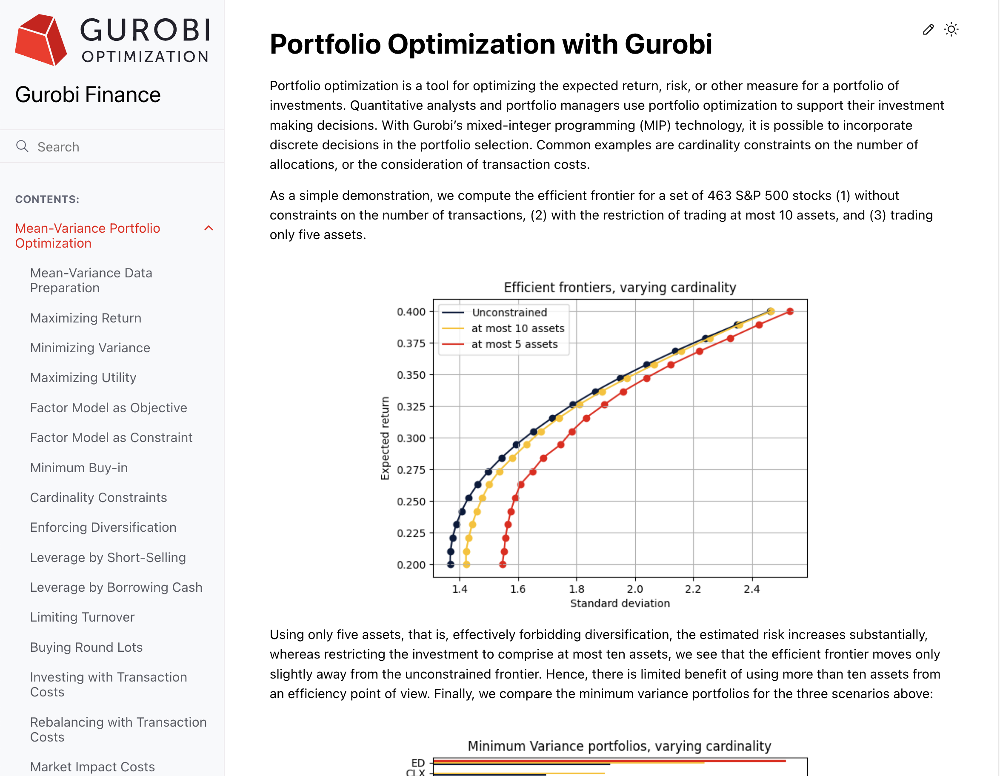 GUROBI
OPTIMIZATION
Gurobi Finance
Search
CONTENTS:
Mean-Variance Portfolio
Optimization
Mean-Variance Data
Preparation
Maximizing Return
Minimizing Variance
Maximizing Utility
Factor Model as Objective
Factor Model as Constraint
Minimum Buy-in
Cardinality Constraints
Enforcing Diversification
Leverage by Short-Selling
Leverage by Borrowing Cash
Limiting Turnover
Buying Round Lots
Investing with Transaction
Costs
Rebalancing with Transaction
Costs
Market Impact Costs
Portfolio Optimization with Gurobi
Portfolio optimization is a tool for optimizing the expected return, risk, or other measure for a portfolio of
investments. Quantitative analysts and portfolio managers use portfolio optimization to support their investment
making decisions. With Gurobi’s mixed-integer programming (MIP) technology, it is possible to incorporate
discrete decisions in the portfolio selection. Common examples are cardinality constraints on the number of
allocations, or the consideration of transaction costs.
As a simple demonstration, we compute the efficient frontier for a set of 463 S&P 500 stocks (1) without
constraints on the number of transactions, (2) with the restriction of trading at most 10 assets, and (3) trading
only five assets.
Efficient frontiers, varying cardinality
Unconstrained
at most 10 assets
at most 5 assets
Expected return
0.400
0.375
0.350
0.325
0.300
0.275
0.250
0.225
0.200
1.4 1.6 1.8 2.0 2.2 2.4
Standard deviation
Using only five assets, that is, effectively forbidding diversification, the estimated risk increases substantially,
whereas restricting the investment to comprise at most ten assets, we see that the efficient frontier moves only
slightly away from the unconstrained frontier. Hence, there is limited benefit of using more than ten assets from
an efficiency point of view. Finally, we compare the minimum variance portfolios for the three scenarios above:
Minimum Variance portfolios, varying cardinality
ED
CLX